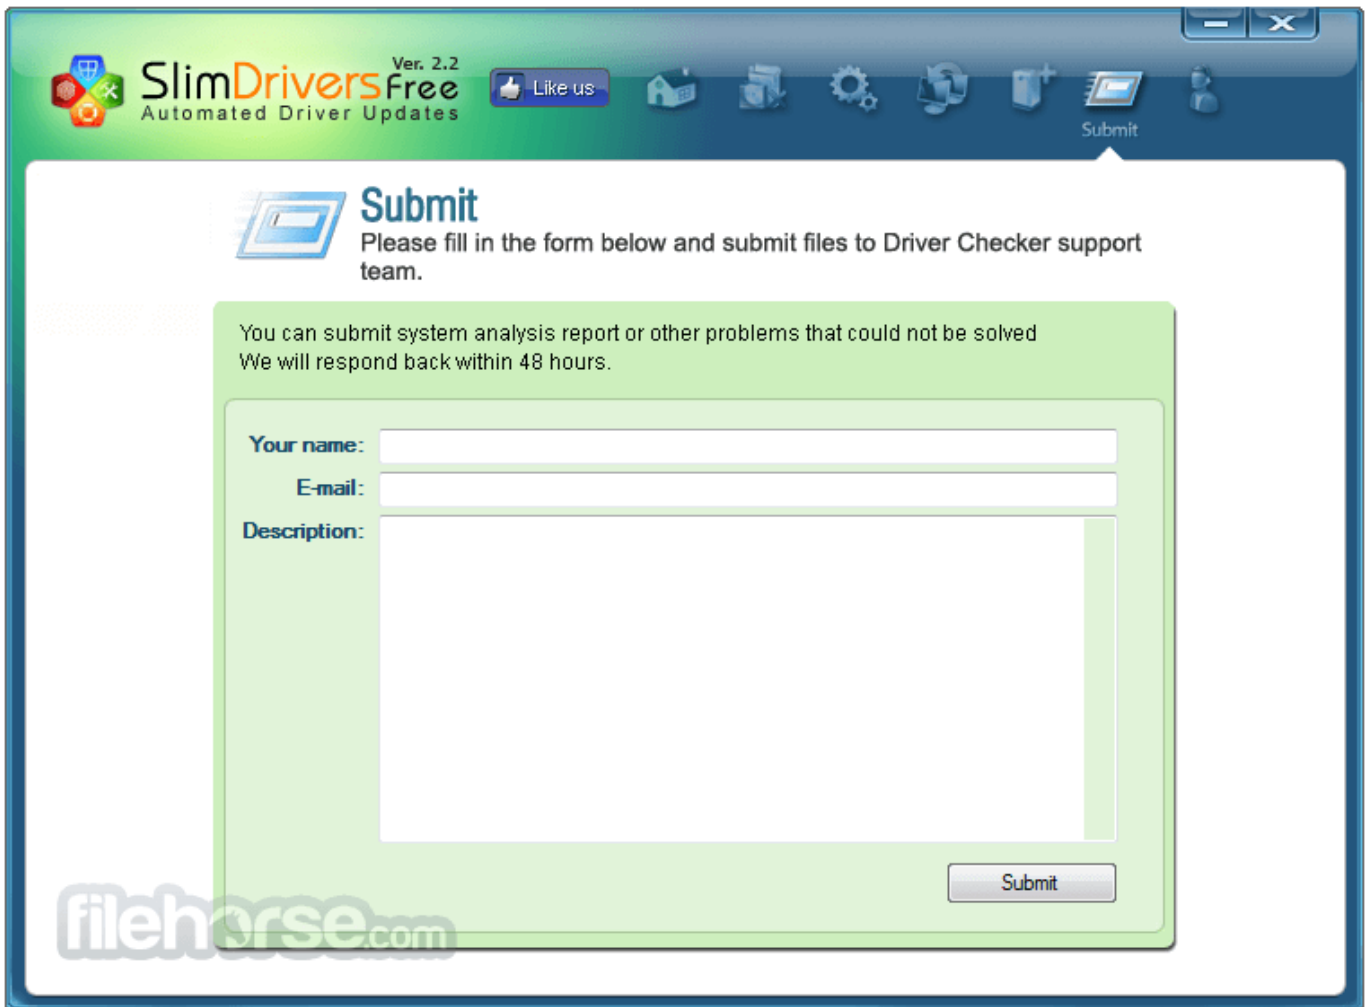 Ver. 2.2
SlimDriversFree
Automated Driver Updates
Like us
Submit
Submit
Please fill in the form below and submit files to Driver Checker support
team.
You can submit system analysis report or other problems that could not be solved
We will respond back within 48 hours.
Your name:
E-mail:
Description:
Submit
filehorse.com